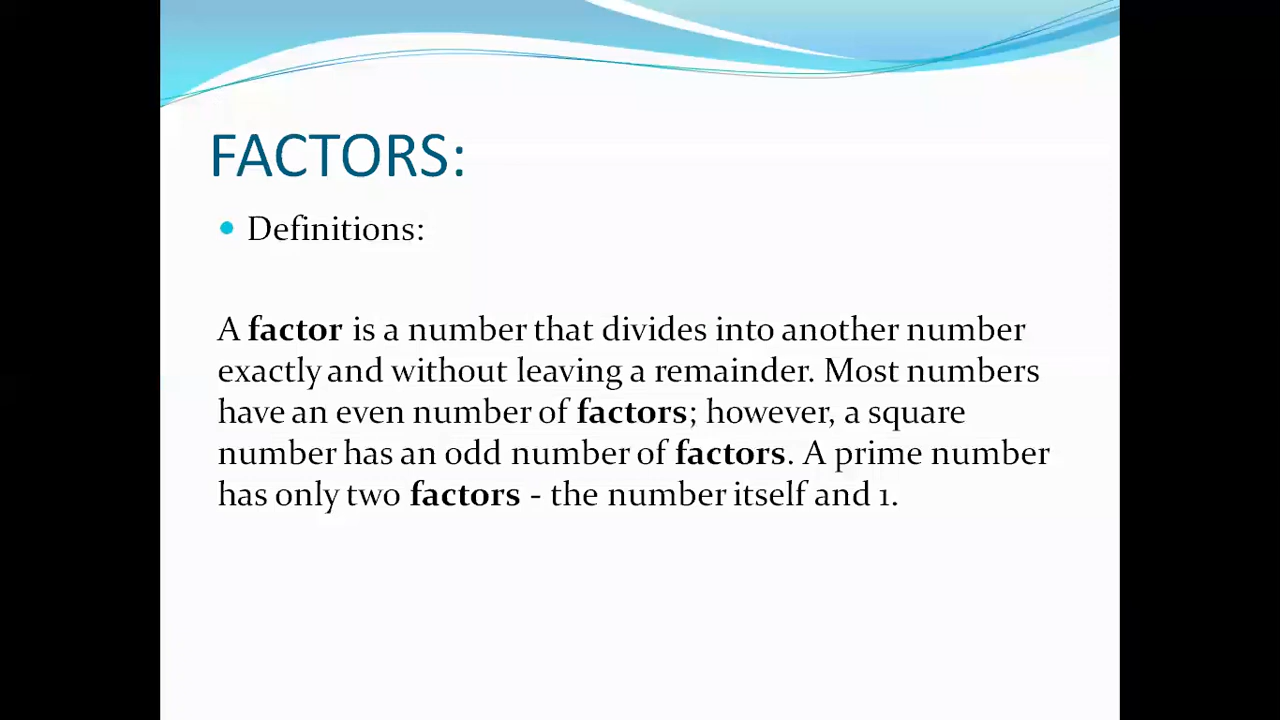 FACTORS:
Definitions:
A factor is a number that divides into another number
exactly and without leaving a remainder. Most numbers
have an even number of factors; however, a square
number has an odd number of factors. A prime number
has only two factors - the number itself and 1.